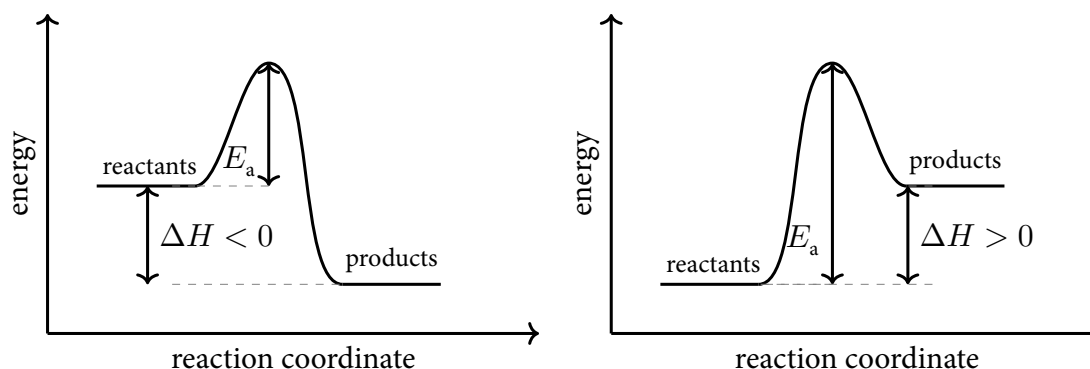 energy
reactants
Eₐ
ΔH < 0
products
reaction coordinate
energy
products
Eₐ
ΔH > 0
reactants
reaction coordinate